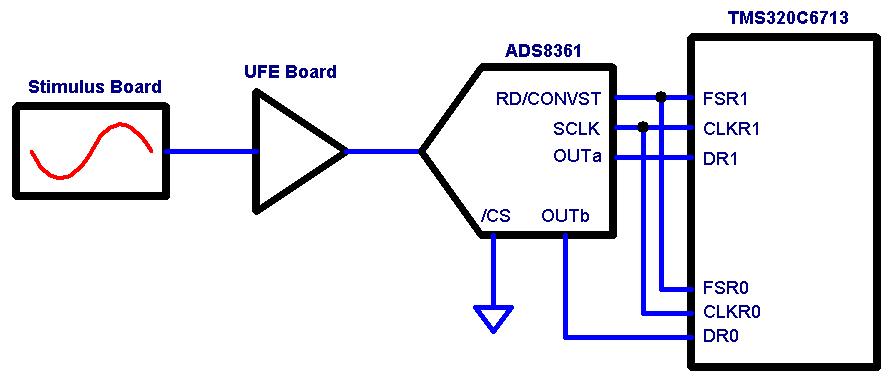 TMS320C6713
ADS8361
UFE Board
Stimulus Board
RD/CONVST
FSR1
SCLK
CLKR1
OUTa
DR1
/CS
OUTb
FSR0
CLKR0
DR0